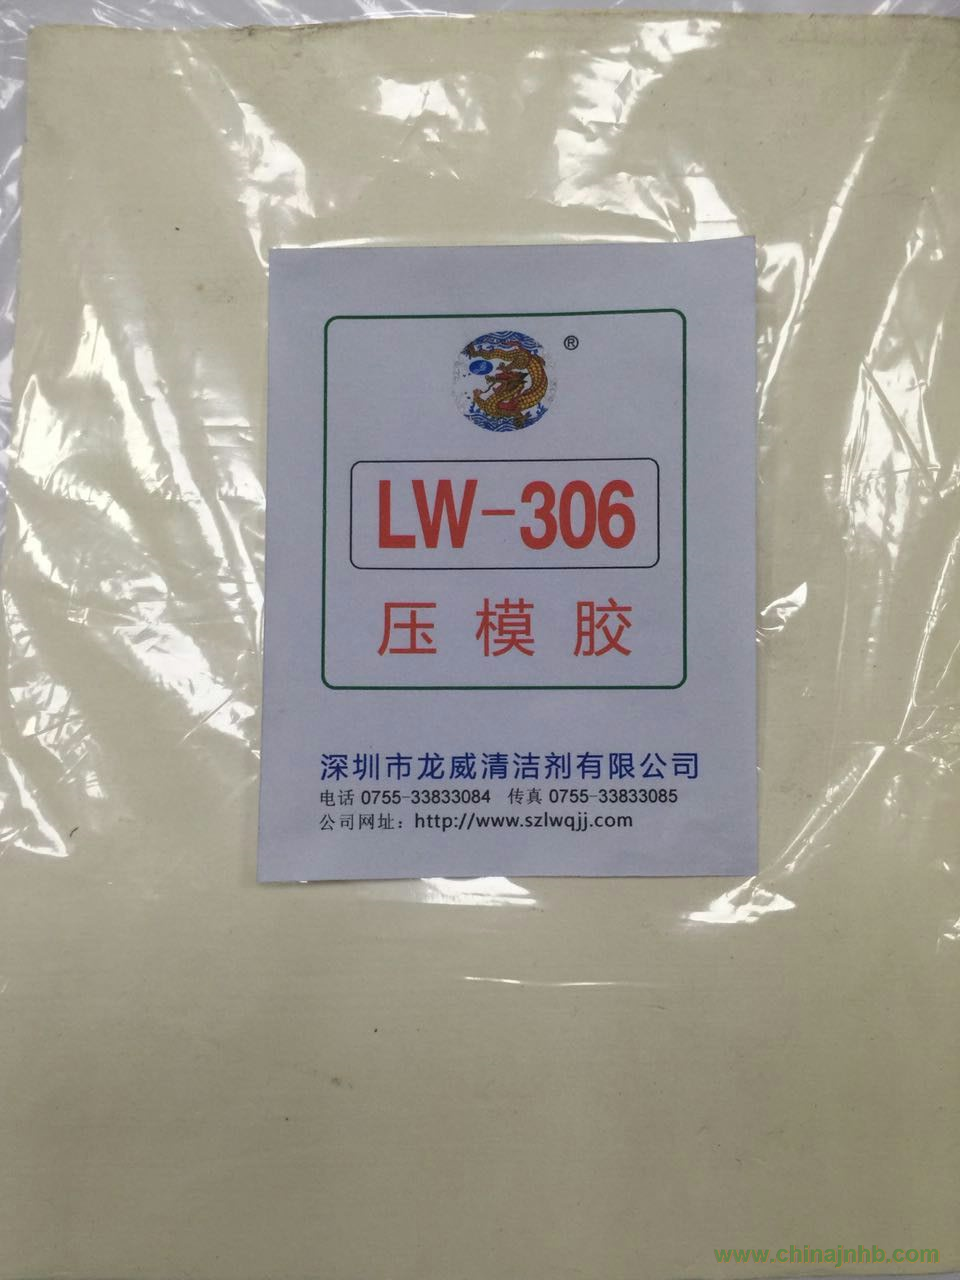 ®
LW-306
压模胶
深圳市龙威清洁剂有限公司
电话 0755-33833084 传真 0755-33833085
公司网址：http://www.szlwqjj.com
www.chinajnhb.com